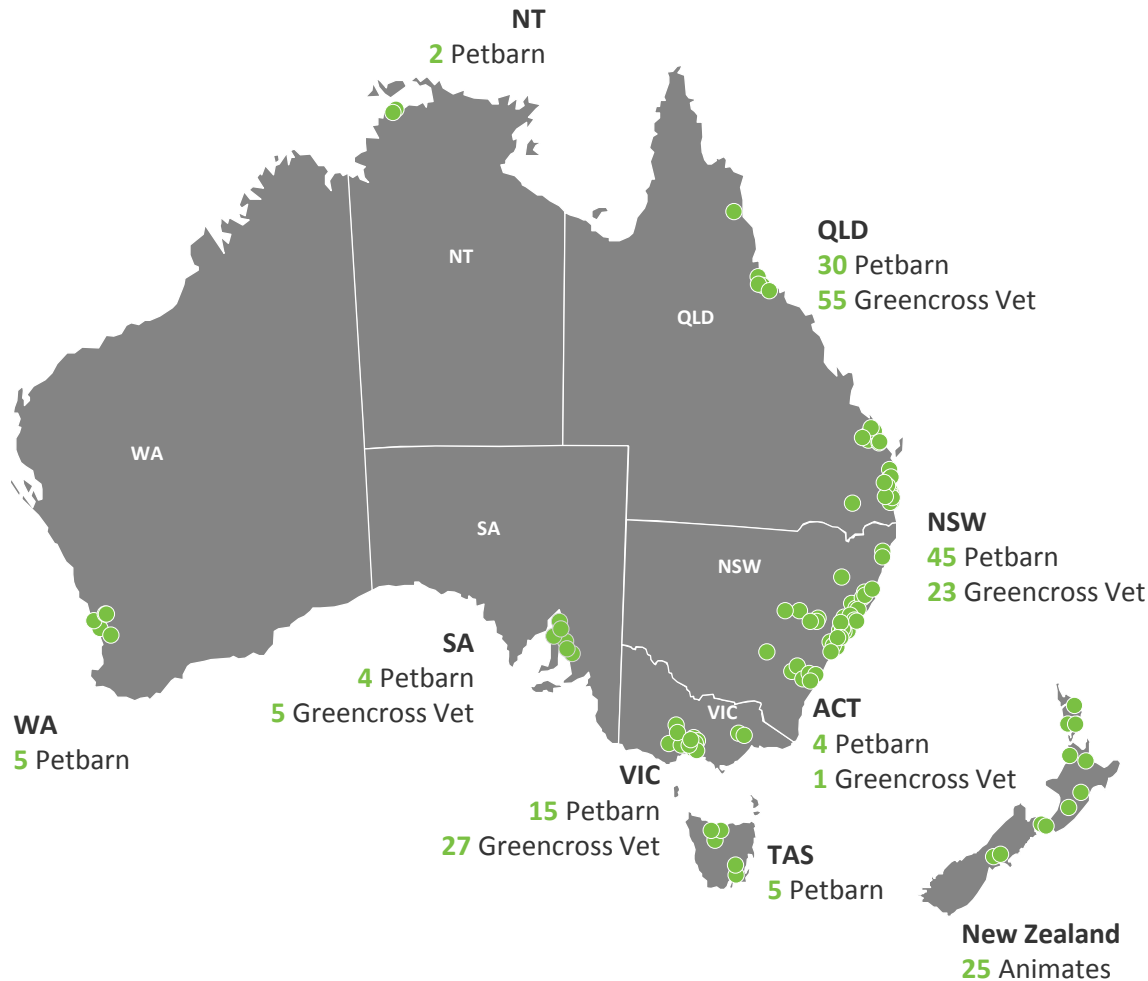 NT
2 Petbarn
NT
QLD
30 Petbarn
55 Greencross Vet
QLD
WA
SA
NSW
NSW
45 Petbarn
23 Greencross Vet
SA
4 Petbarn
5 Greencross Vet
WA
5 Petbarn
VIC
ACT
4 Petbarn
1 Greencross Vet
VIC
15 Petbarn
27 Greencross Vet
TAS
5 Petbarn
New Zealand
25 Animates